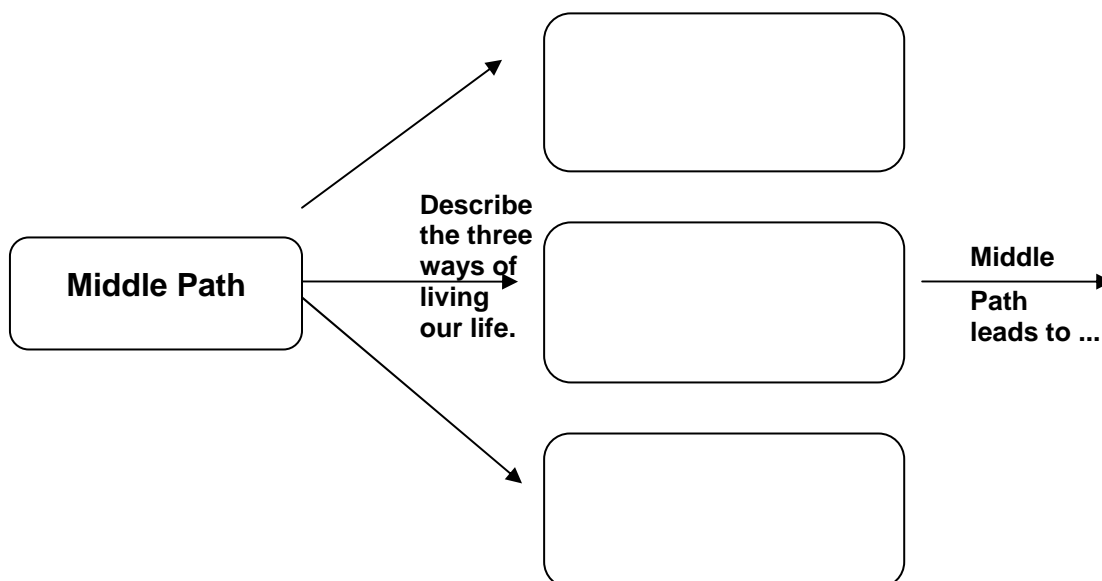 Middle Path
Describe
the three
ways of
living
our life.
Middle
Path
leads to ...